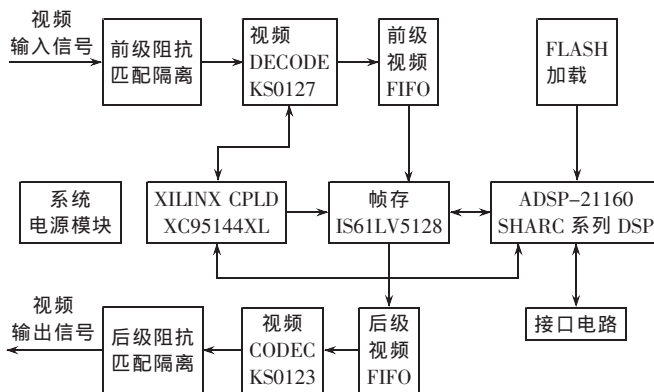 视频
输入信号
前级阻抗
匹配隔离
视频
DECODE
KS0127
前级
视频
FIFO
FLASH
加载
系统
电源模块
XILINX CPLD
XC95144XL
帧存
IS61LV5128
ADSP-21160
SHARC 系列 DSP
视频
输出信号
后级阻抗
匹配隔离
视频
CODEC
KS0123
后级
视频
FIFO
接口电路